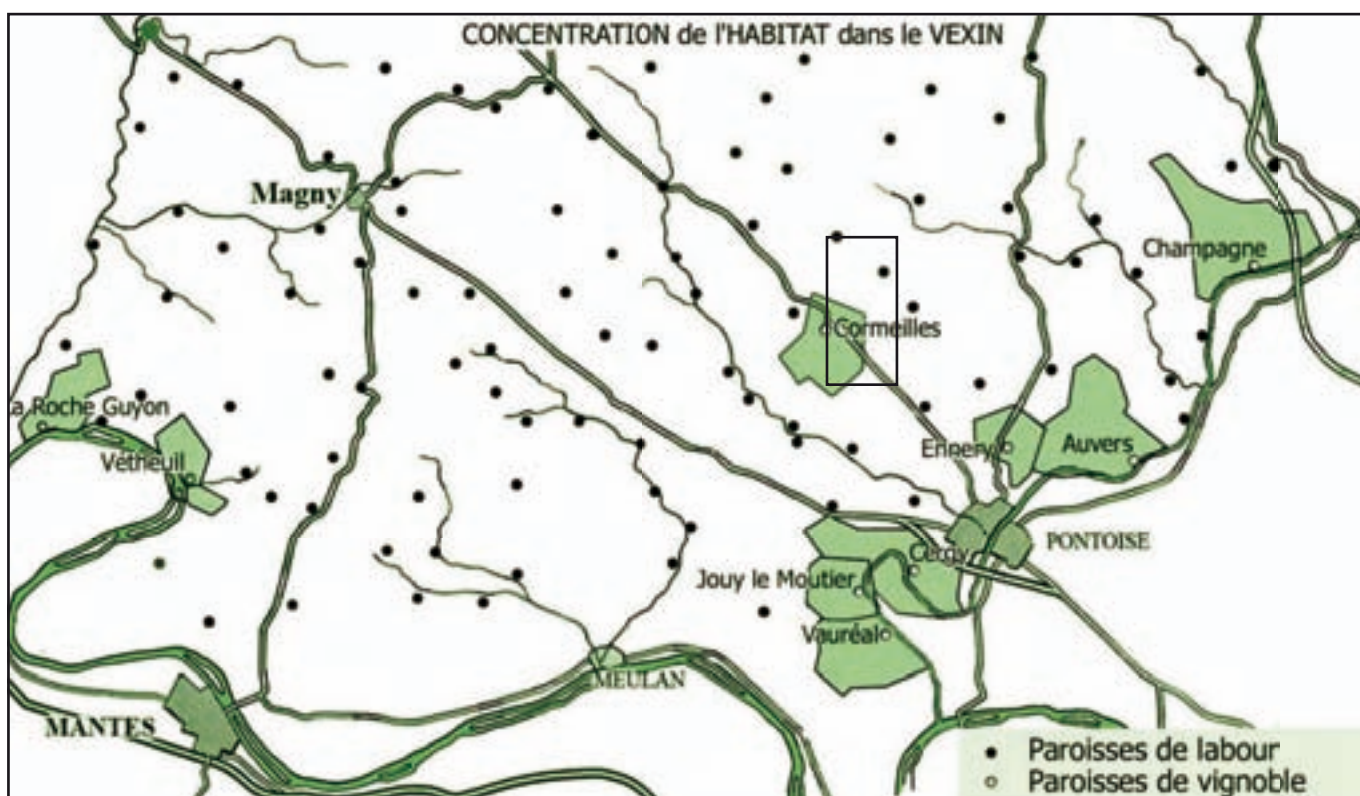 CONCENTRATION de l'HABITAT dans le VEXIN
Magny
Champagne
Cormeilles
a Roche Guyon
Vétheuil
Ennery
Auvers
PONTOISE
Cergy
Jouy le Moutier
Vauréal
MEULAN
MANTES
Paroisses de labour
Paroisses de vignoble